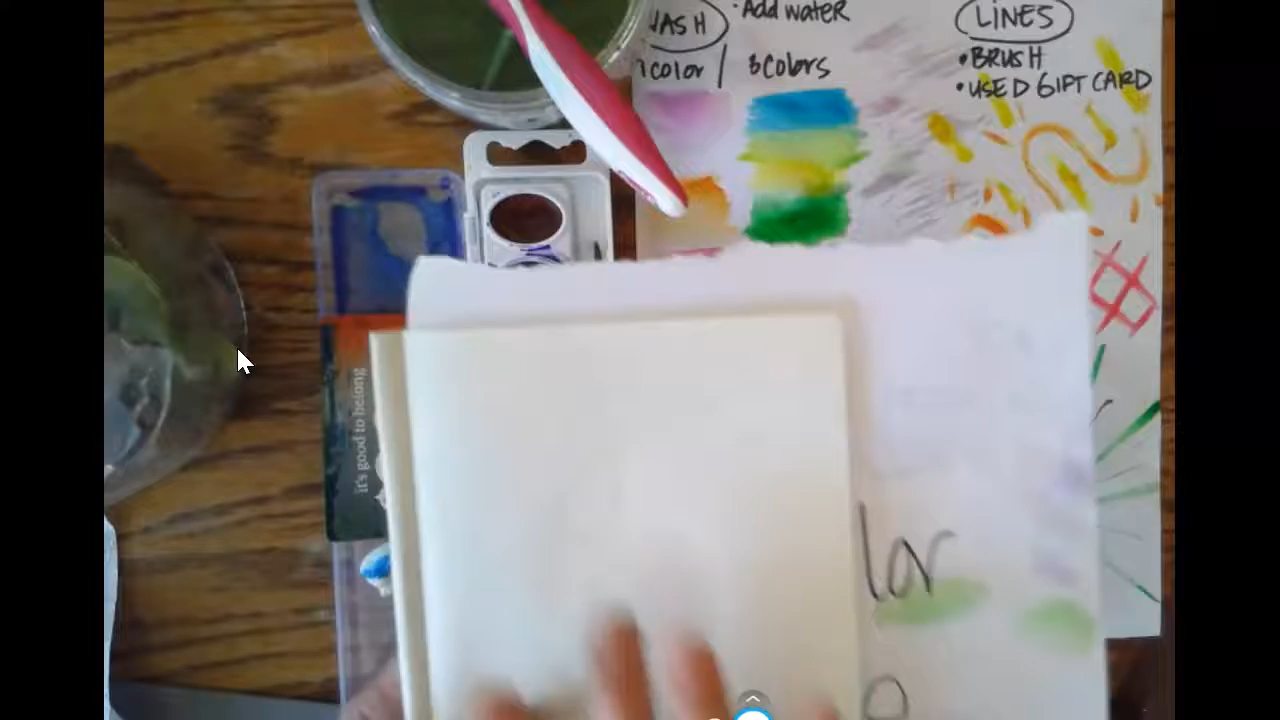 WASH
• Add water
1 color / 3 colors
LINES
• BRUSH
• USED GIFT CARD
it's good to belong
lor